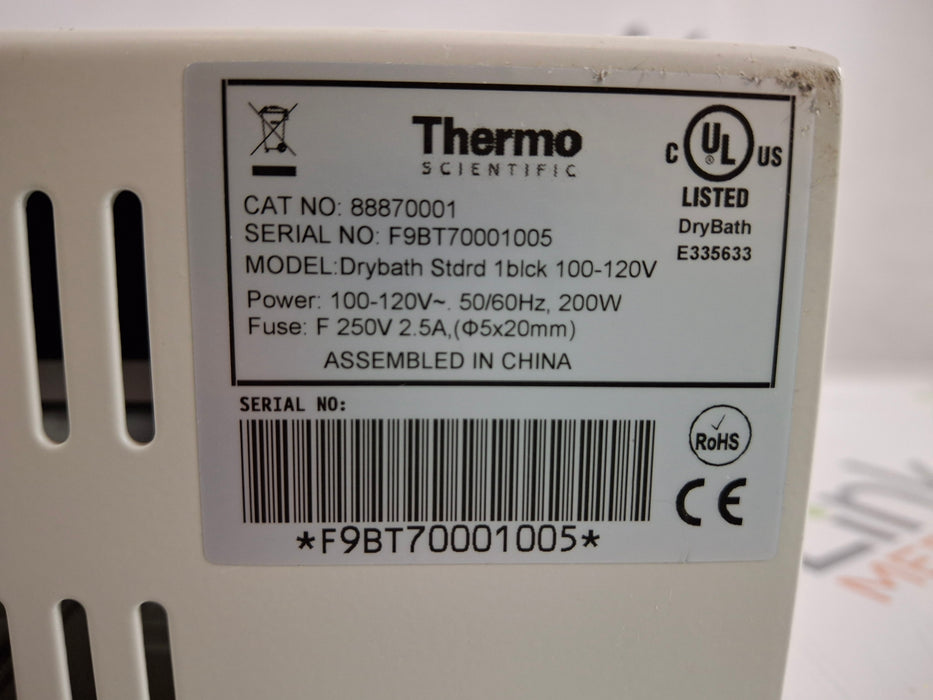 Thermo
SCIENTIFIC
CAT NO: 88870001
SERIAL NO: F9BT70001005
MODEL:Drybath Stdrd 1blck 100-120V
Power: 100-120V~. 50/60Hz, 200W
Fuse: F 250V 2.5A,(Φ5x20mm)
ASSEMBLED IN CHINA
C UL ® US
LISTED
DryBath
E335633
SERIAL NO:
*F9BT70001005*
RoHS
CE